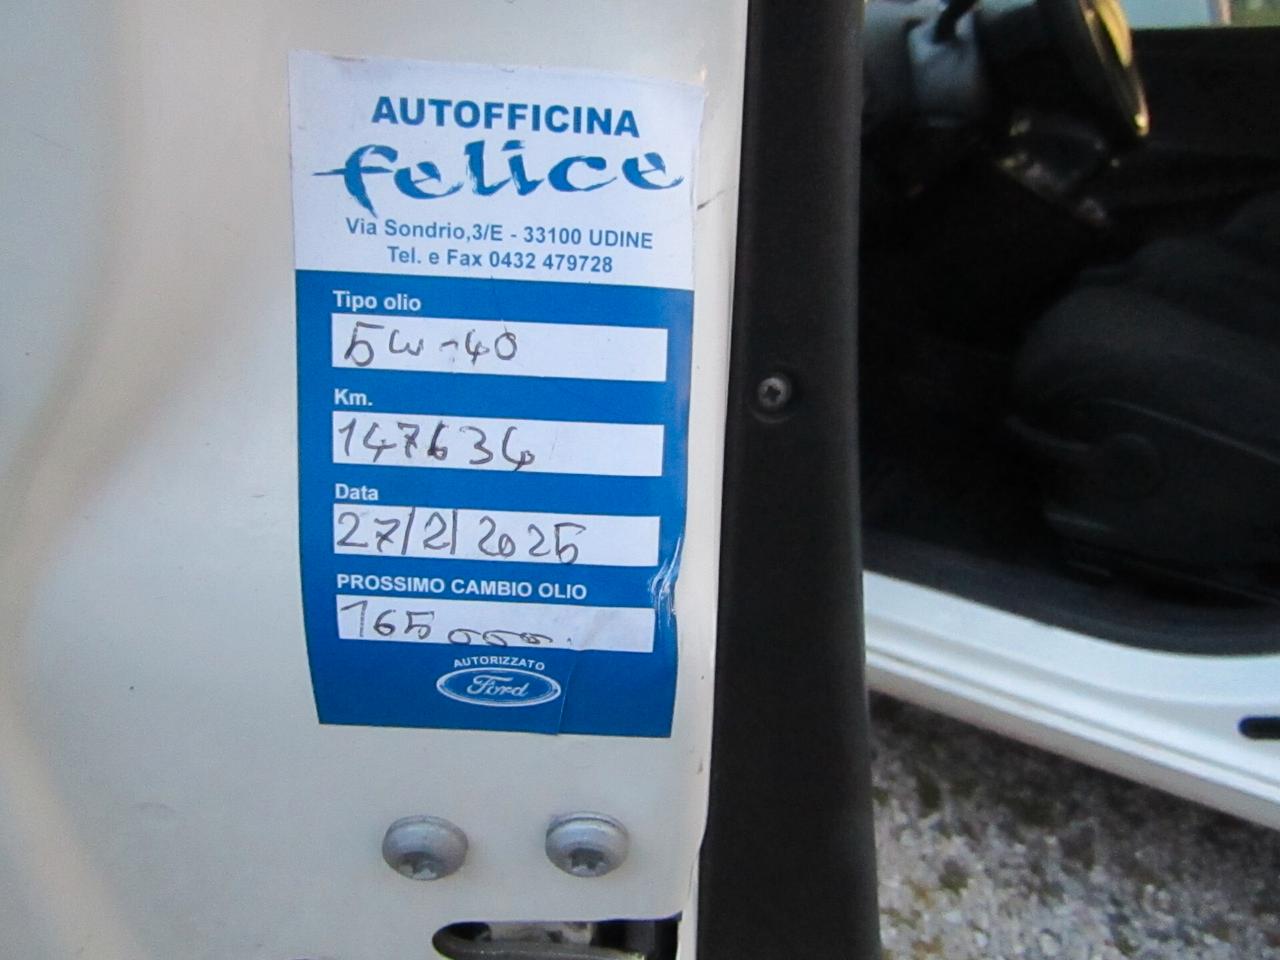 AUTOFFICINA
felice
Via Sondrio,3/E - 33100 UDINE
Tel. e Fax 0432 479728
Tipo olio
5w-40
Km.
147634
Data
27/2/2025
PROSSIMO CAMBIO OLIO
165000.
AUTORIZZATO
Ford